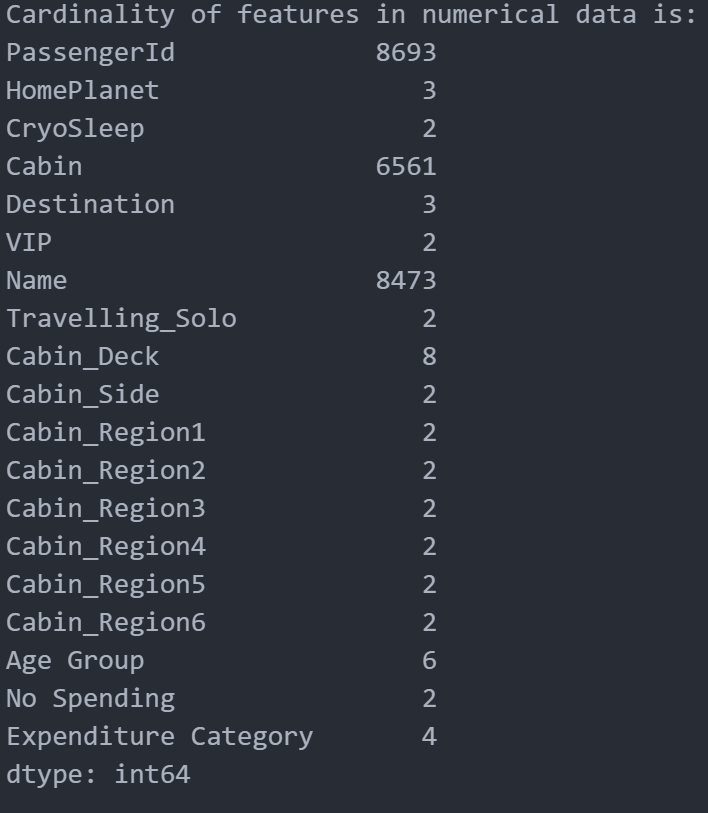 Cardinality of features in numerical data is:
PassengerId 8693
HomePlanet 3
CryoSleep 2
Cabin 6561
Destination 3
VIP 2
Name 8473
Travelling_Solo 2
Cabin_Deck 8
Cabin_Side 2
Cabin_Region1 2
Cabin_Region2 2
Cabin_Region3 2
Cabin_Region4 2
Cabin_Region5 2
Cabin_Region6 2
Age Group 6
No Spending 2
Expenditure Category 4
dtype: int64